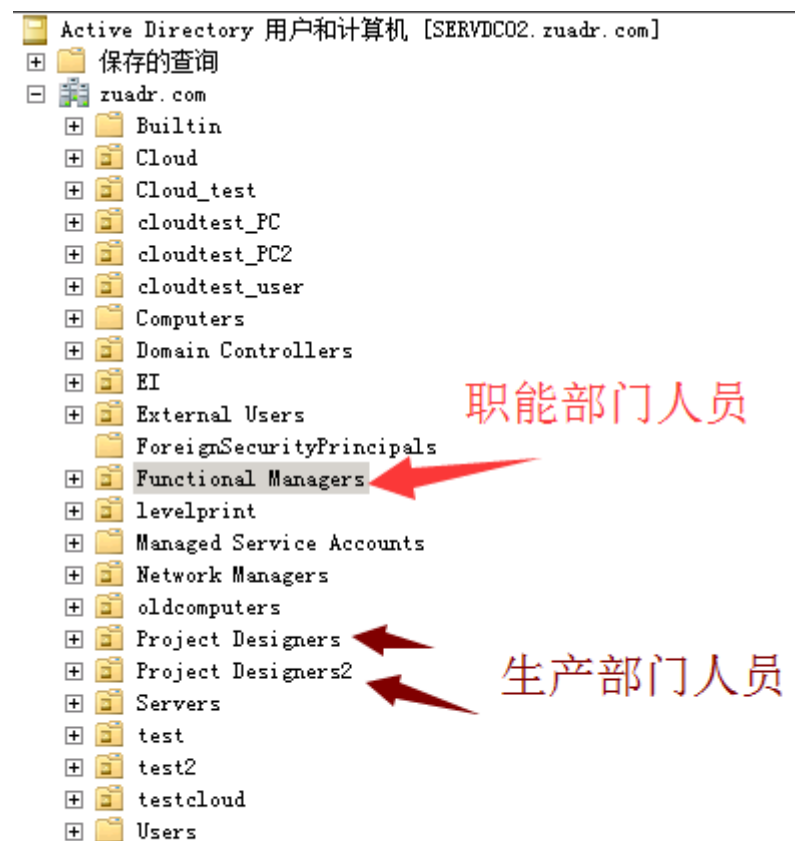 Active Directory 用户和计算机 [SERVDC02.zuadr.com]
保存的查询
zuadr.com
Builtin
Cloud
Cloud_test
cloudtest_PC
cloudtest_PC2
cloudtest_user
Computers
Domain Controllers
EI
职能部门人员
External Users
ForeignSecurityPrincipals
Functional Managers
levelprint
Managed Service Accounts
Network Managers
oldcomputers
Project Designers
Project Designers2
生产部门人员
Servers
test
test2
testcloud
Users